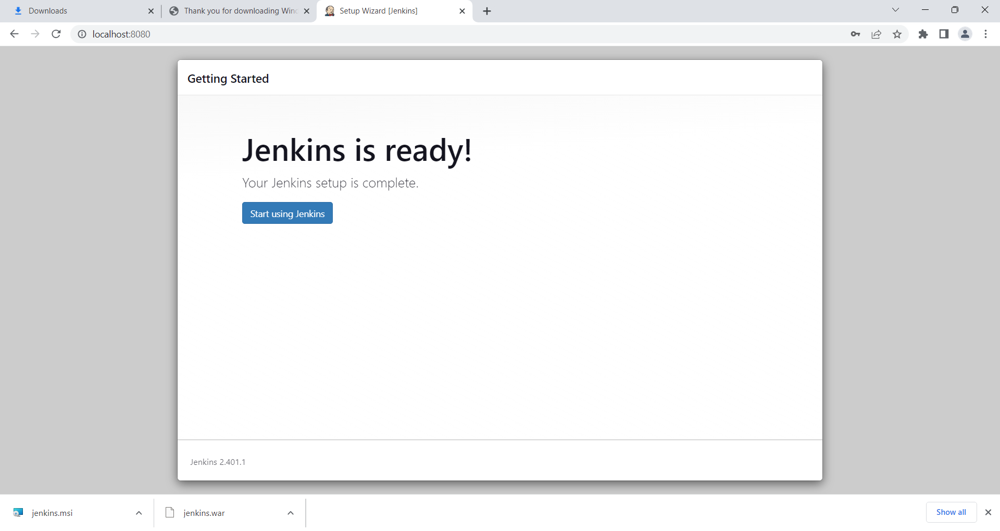 Downloads
Thank you for downloading Winc
Setup Wizard [Jenkins]
localhost:8080
Getting Started
Jenkins is ready!
Your Jenkins setup is complete.
Start using Jenkins
Jenkins 2.401.1
jenkins.msi
jenkins.war
Show all